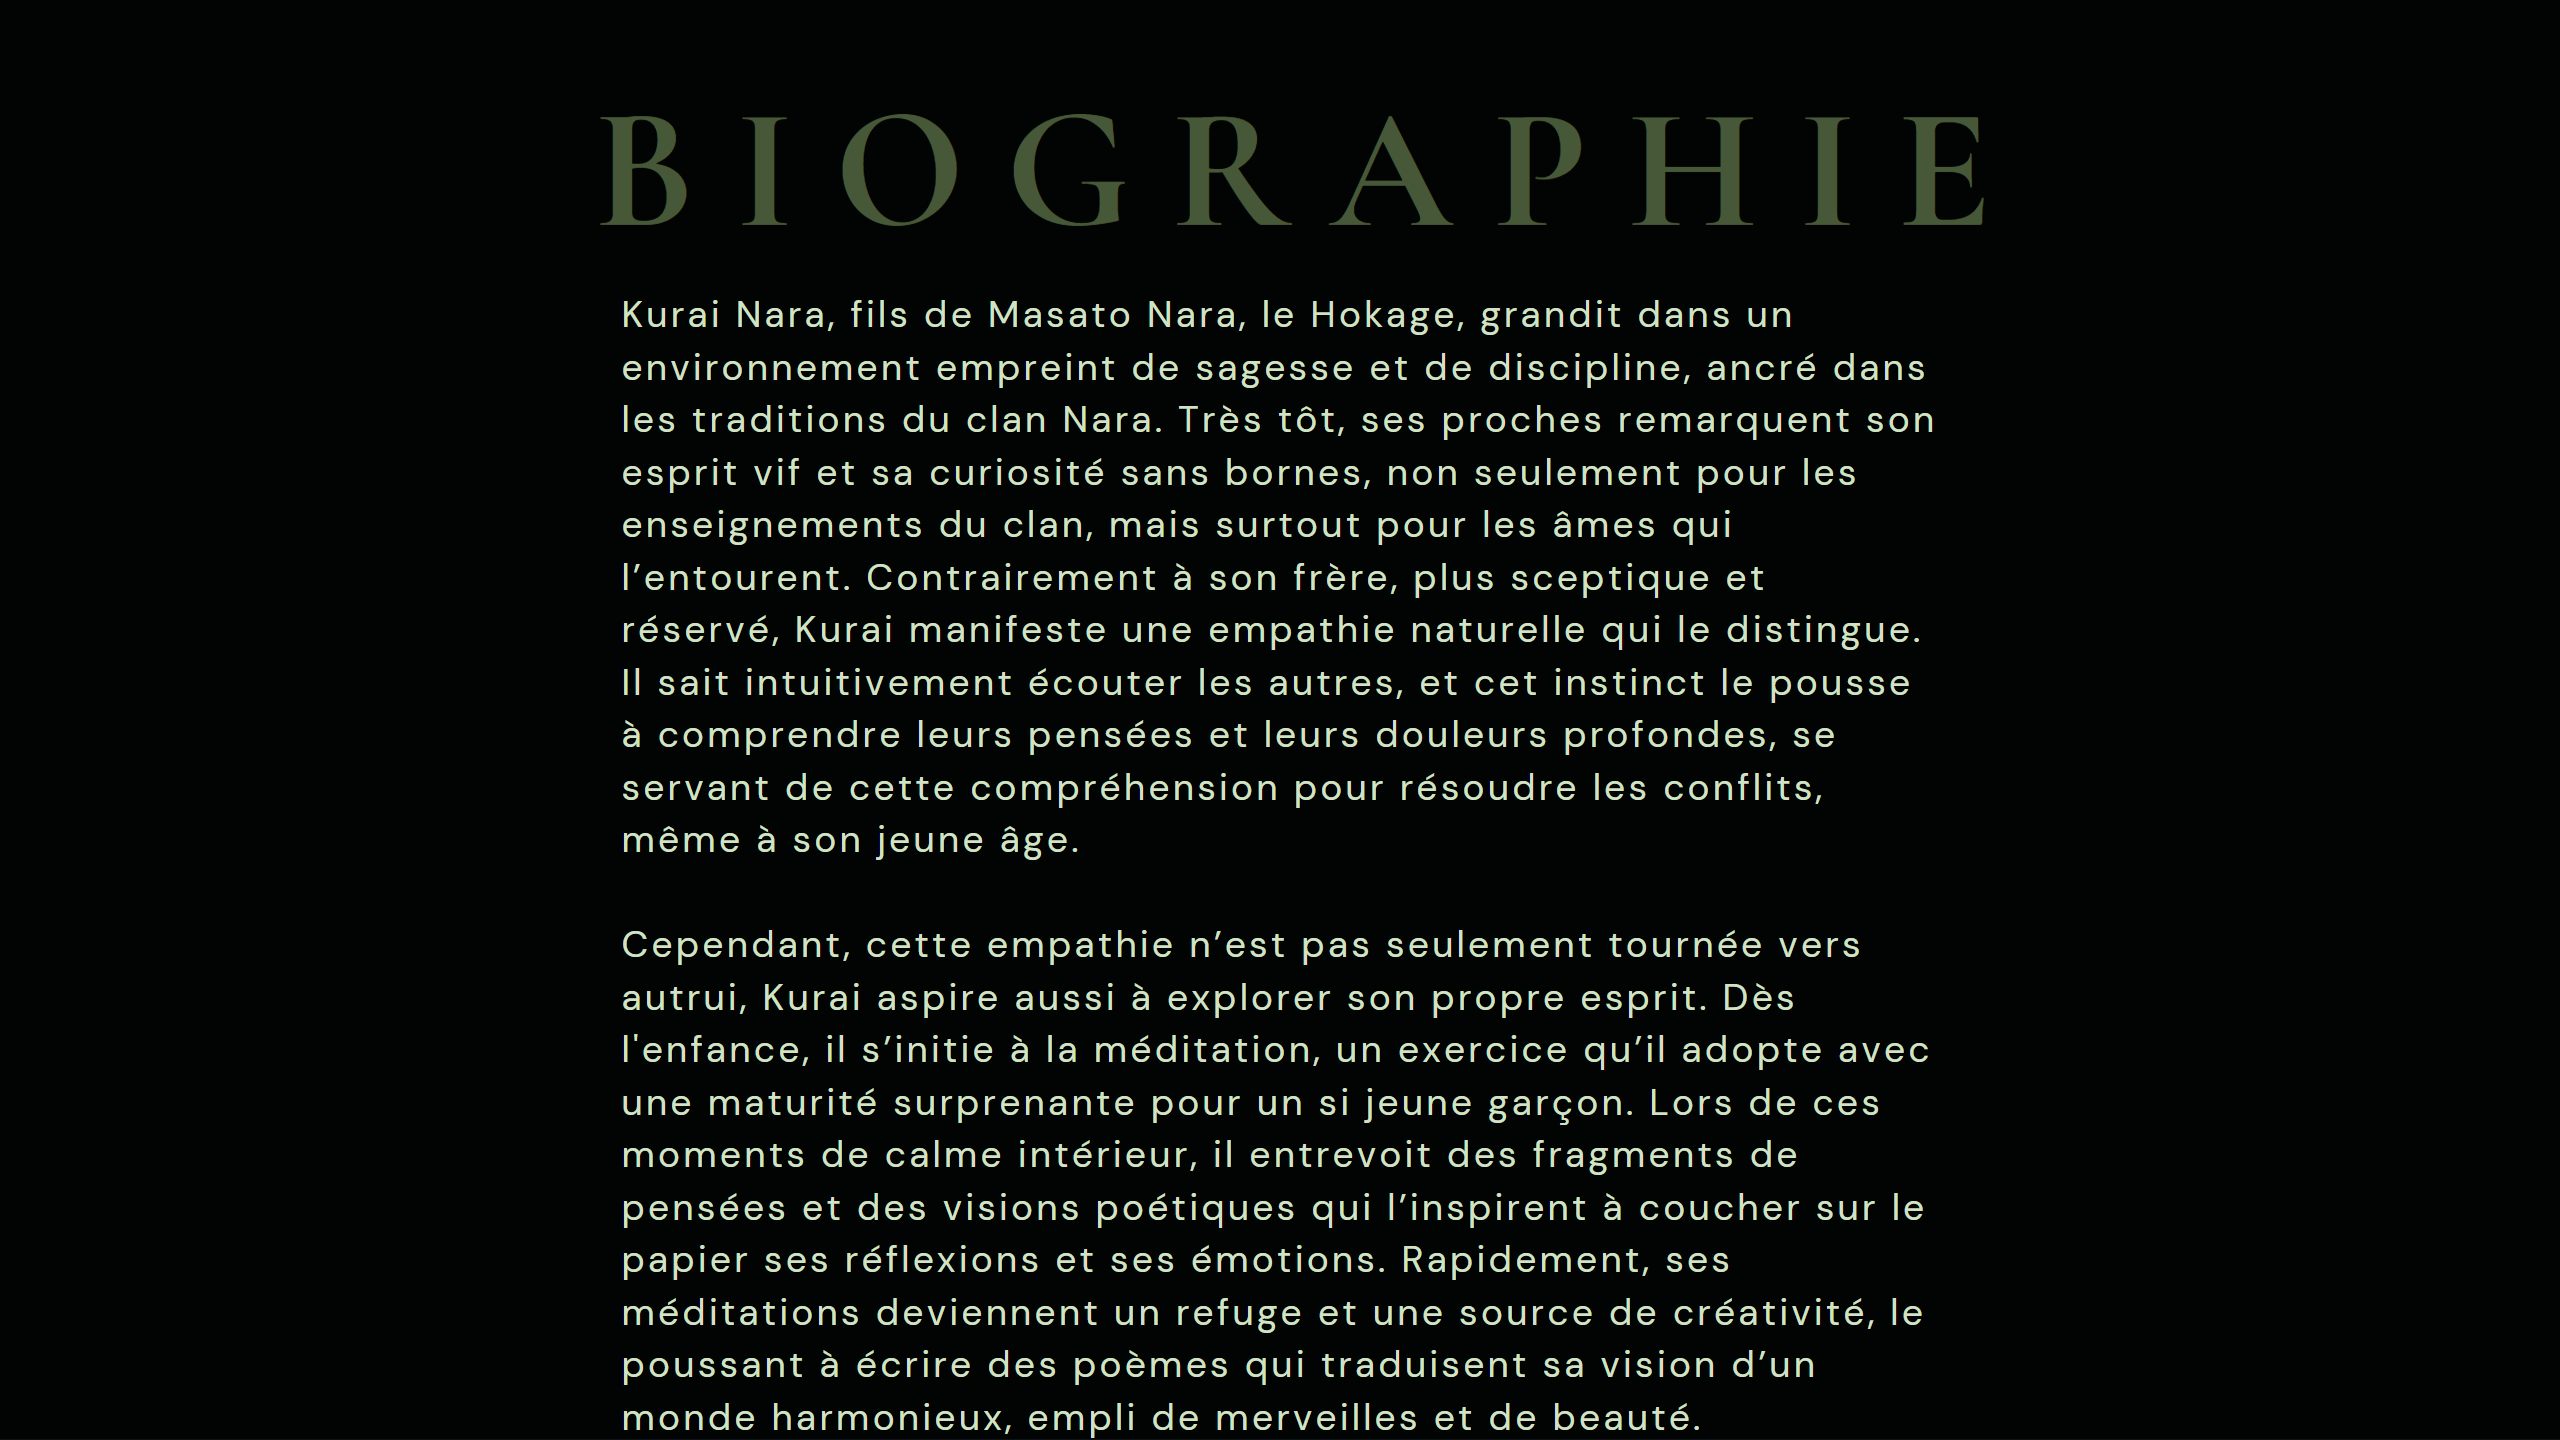 BIOGRAPHIE
Kurai Nara, fils de Masato Nara, le Hokage, grandit dans un
environnement empreint de sagesse et de discipline, ancré dans
les traditions du clan Nara. Très tôt, ses proches remarquent son
esprit vif et sa curiosité sans bornes, non seulement pour les
enseignements du clan, mais surtout pour les âmes qui
l’entourent. Contrairement à son frère, plus sceptique et
réservé, Kurai manifeste une empathie naturelle qui le distingue.
Il sait intuitivement écouter les autres, et cet instinct le pousse
à comprendre leurs pensées et leurs douleurs profondes, se
servant de cette compréhension pour résoudre les conflits,
même à son jeune âge.
Cependant, cette empathie n’est pas seulement tournée vers
autrui, Kurai aspire aussi à explorer son propre esprit. Dès
l'enfance, il s’initie à la méditation, un exercice qu’il adopte avec
une maturité surprenante pour un si jeune garçon. Lors de ces
moments de calme intérieur, il entrevoit des fragments de
pensées et des visions poétiques qui l’inspirent à coucher sur le
papier ses réflexions et ses émotions. Rapidement, ses
méditations deviennent un refuge et une source de créativité, le
poussant à écrire des poèmes qui traduisent sa vision d’un
monde harmonieux, empli de merveilles et de beauté.